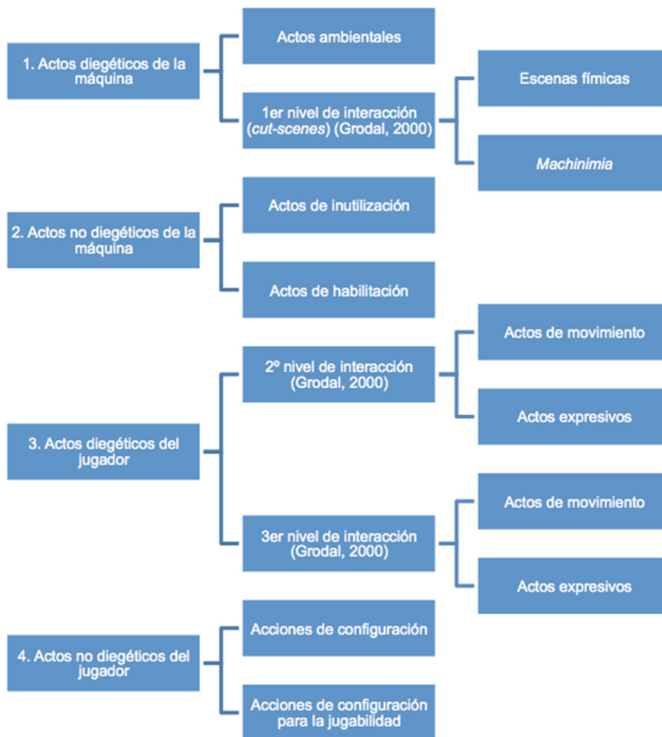 1. Actos diegéticos de la
máquina
Actos ambientales
1er nivel de interacción
(cut-scenes) (Grodal, 2000)
Escenas fímicas
Machinimia
2. Actos no diegéticos de la
máquina
Actos de inutilización
Actos de habilitación
3. Actos diegéticos del
jugador
2º nivel de interacción
(Grodal, 2000)
Actos de movimiento
Actos expresivos
3er nivel de interacción
(Grodal, 2000)
Actos de movimiento
Actos expresivos
4. Actos no diegéticos del
jugador
Acciones de configuración
Acciones de configuración
para la jugabilidad